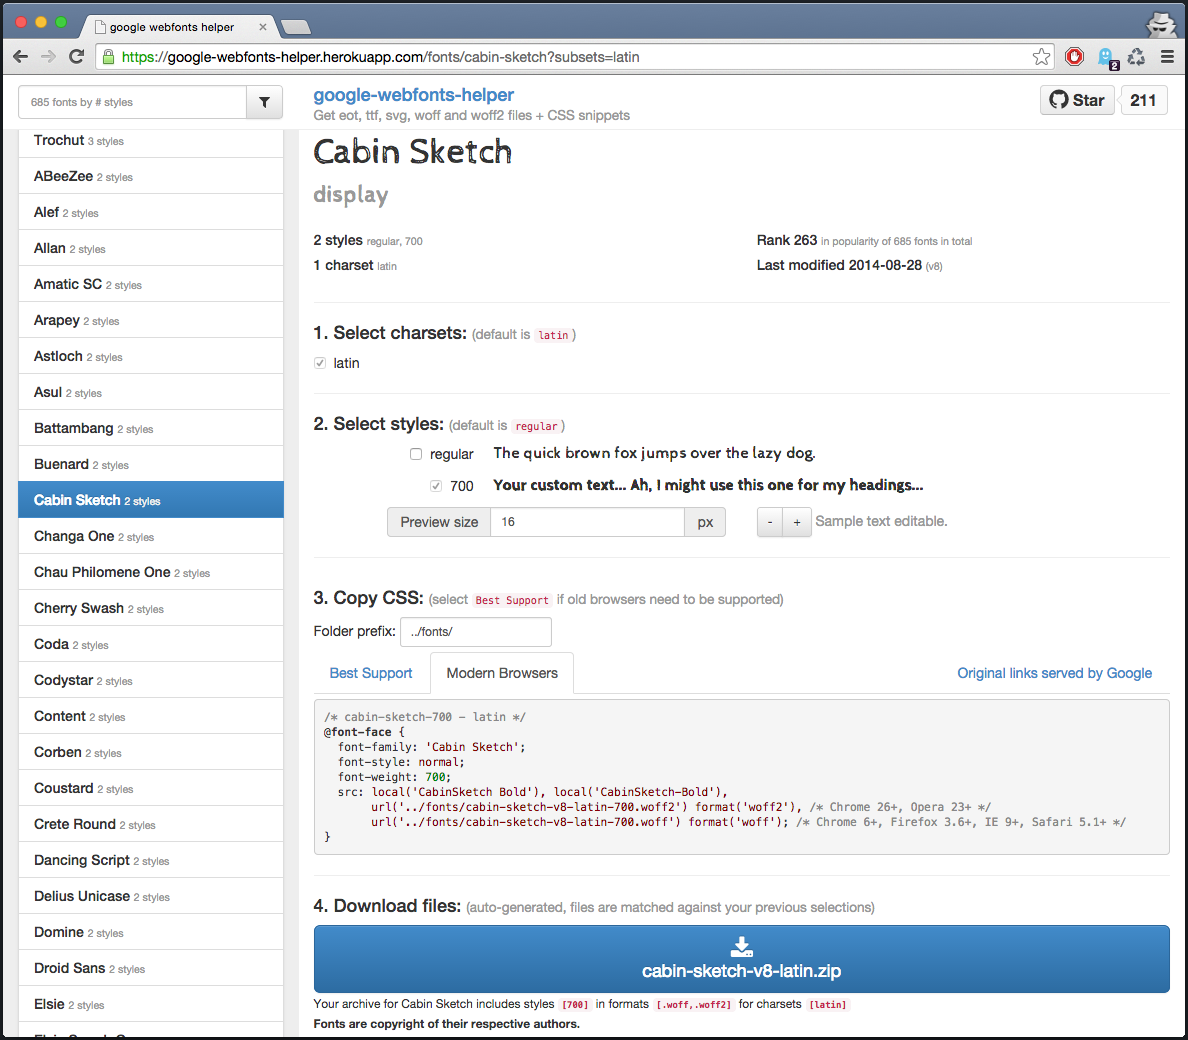 google webfonts helper
https://google-webfonts-helper.herokuapp.com/fonts/cabin-sketch?subsets=latin
2
685 fonts by # styles
google-webfonts-helper
Get eot, ttf, svg, woff and woff2 files + CSS snippets
Star
211
Trochut 3 styles
ABeeZee 2 styles
Alef 2 styles
Allan 2 styles
Amatic SC 2 styles
Arapey 2 styles
Astloch 2 styles
Asul 2 styles
Battambang 2 styles
Buenard 2 styles
Cabin Sketch 2 styles
Changa One 2 styles
Chau Philomene One 2 styles
Cherry Swash 2 styles
Coda 2 styles
Codystar 2 styles
Content 2 styles
Corben 2 styles
Coustard 2 styles
Crete Round 2 styles
Dancing Script 2 styles
Delius Unicase 2 styles
Domine 2 styles
Droid Sans 2 styles
Elsie 2 styles
Cabin Sketch
display
2 styles regular, 700
1 charset latin
Rank 263 in popularity of 685 fonts in total
Last modified 2014-08-28 (v8)
1. Select charsets: (default is latin)
latin
2. Select styles: (default is regular)
regular The quick brown fox jumps over the lazy dog.
700 Your custom text... Ah, I might use this one for my headings...
Preview size 16 px - + Sample text editable.
3. Copy CSS: (select Best Support if old browsers need to be supported)
Folder prefix: ../fonts/
Best Support Modern Browsers Original links served by Google
/* cabin-sketch-700 - latin */
@font-face {
font-family: 'Cabin Sketch';
font-style: normal;
font-weight: 700;
src: local('CabinSketch Bold'), local('CabinSketch-Bold'),
url('../fonts/cabin-sketch-v8-latin-700.woff2') format('woff2'), /* Chrome 26+, Opera 23+ */
url('../fonts/cabin-sketch-v8-latin-700.woff') format('woff'); /* Chrome 6+, Firefox 3.6+, IE 9+, Safari 5.1+ */
}
4. Download files: (auto-generated, files are matched against your previous selections)
cabin-sketch-v8-latin.zip
Your archive for Cabin Sketch includes styles [700] in formats [.woff,.woff2] for charsets [latin]
Fonts are copyright of their respective authors.